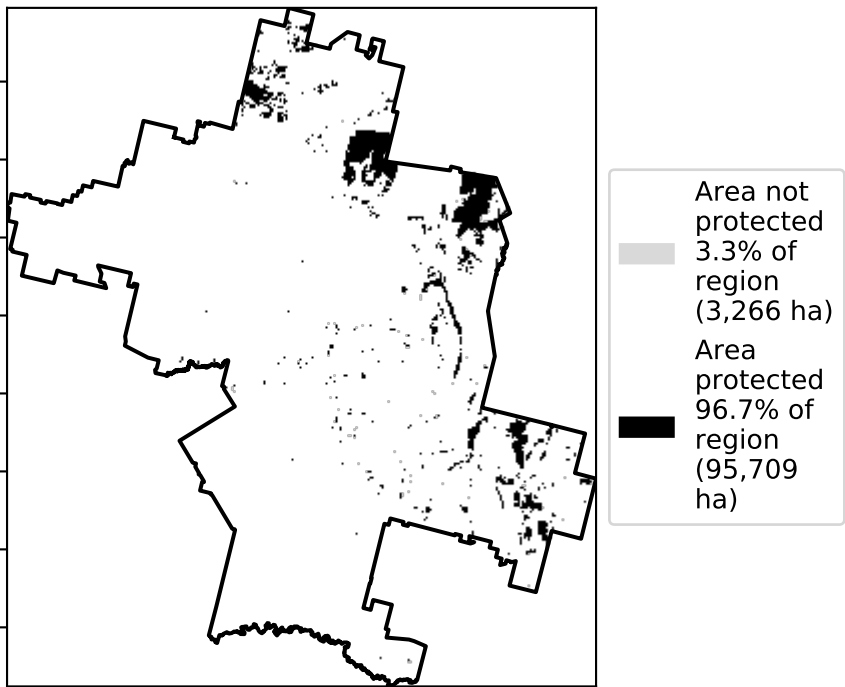 Area not
protected
3.3% of
region
(3,266 ha)
Area
protected
96.7% of
region
(95,709
ha)